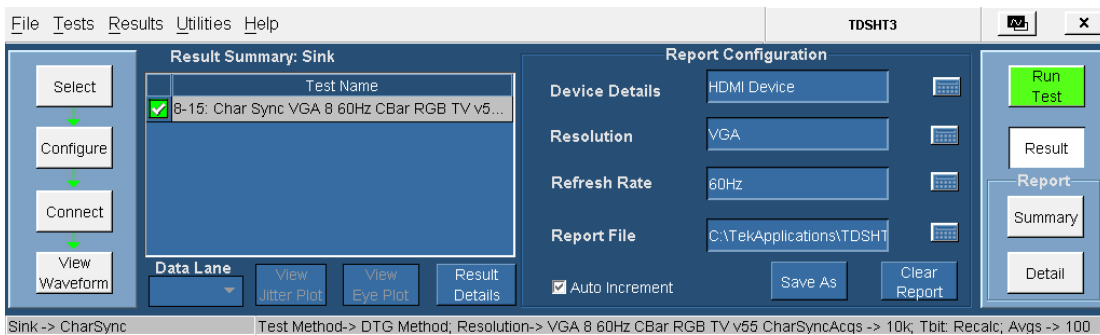 File Tests Results Utilities Help TDSHT3 x
Result Summary: Sink
Report Configuration
Select
Test Name
8-15: Char Sync VGA 8 60Hz CBar RGB TV v5...
Device Details HDMI Device
Run Test
Configure
Resolution VGA
Result
Refresh Rate 60Hz
Report
Connect
Summary
Report File C:\TekApplications\TDSHT
View Waveform
Data Lane
View Jitter Plot
View Eye Plot
Result Details
Auto Increment
Save As
Clear Report
Detail
Sink -> CharSync Test Method-> DTG Method; Resolution-> VGA 8 60Hz CBar RGB TV v55 CharSyncAcqs -> 10k; Tbit: Recalc; Avgs -> 100